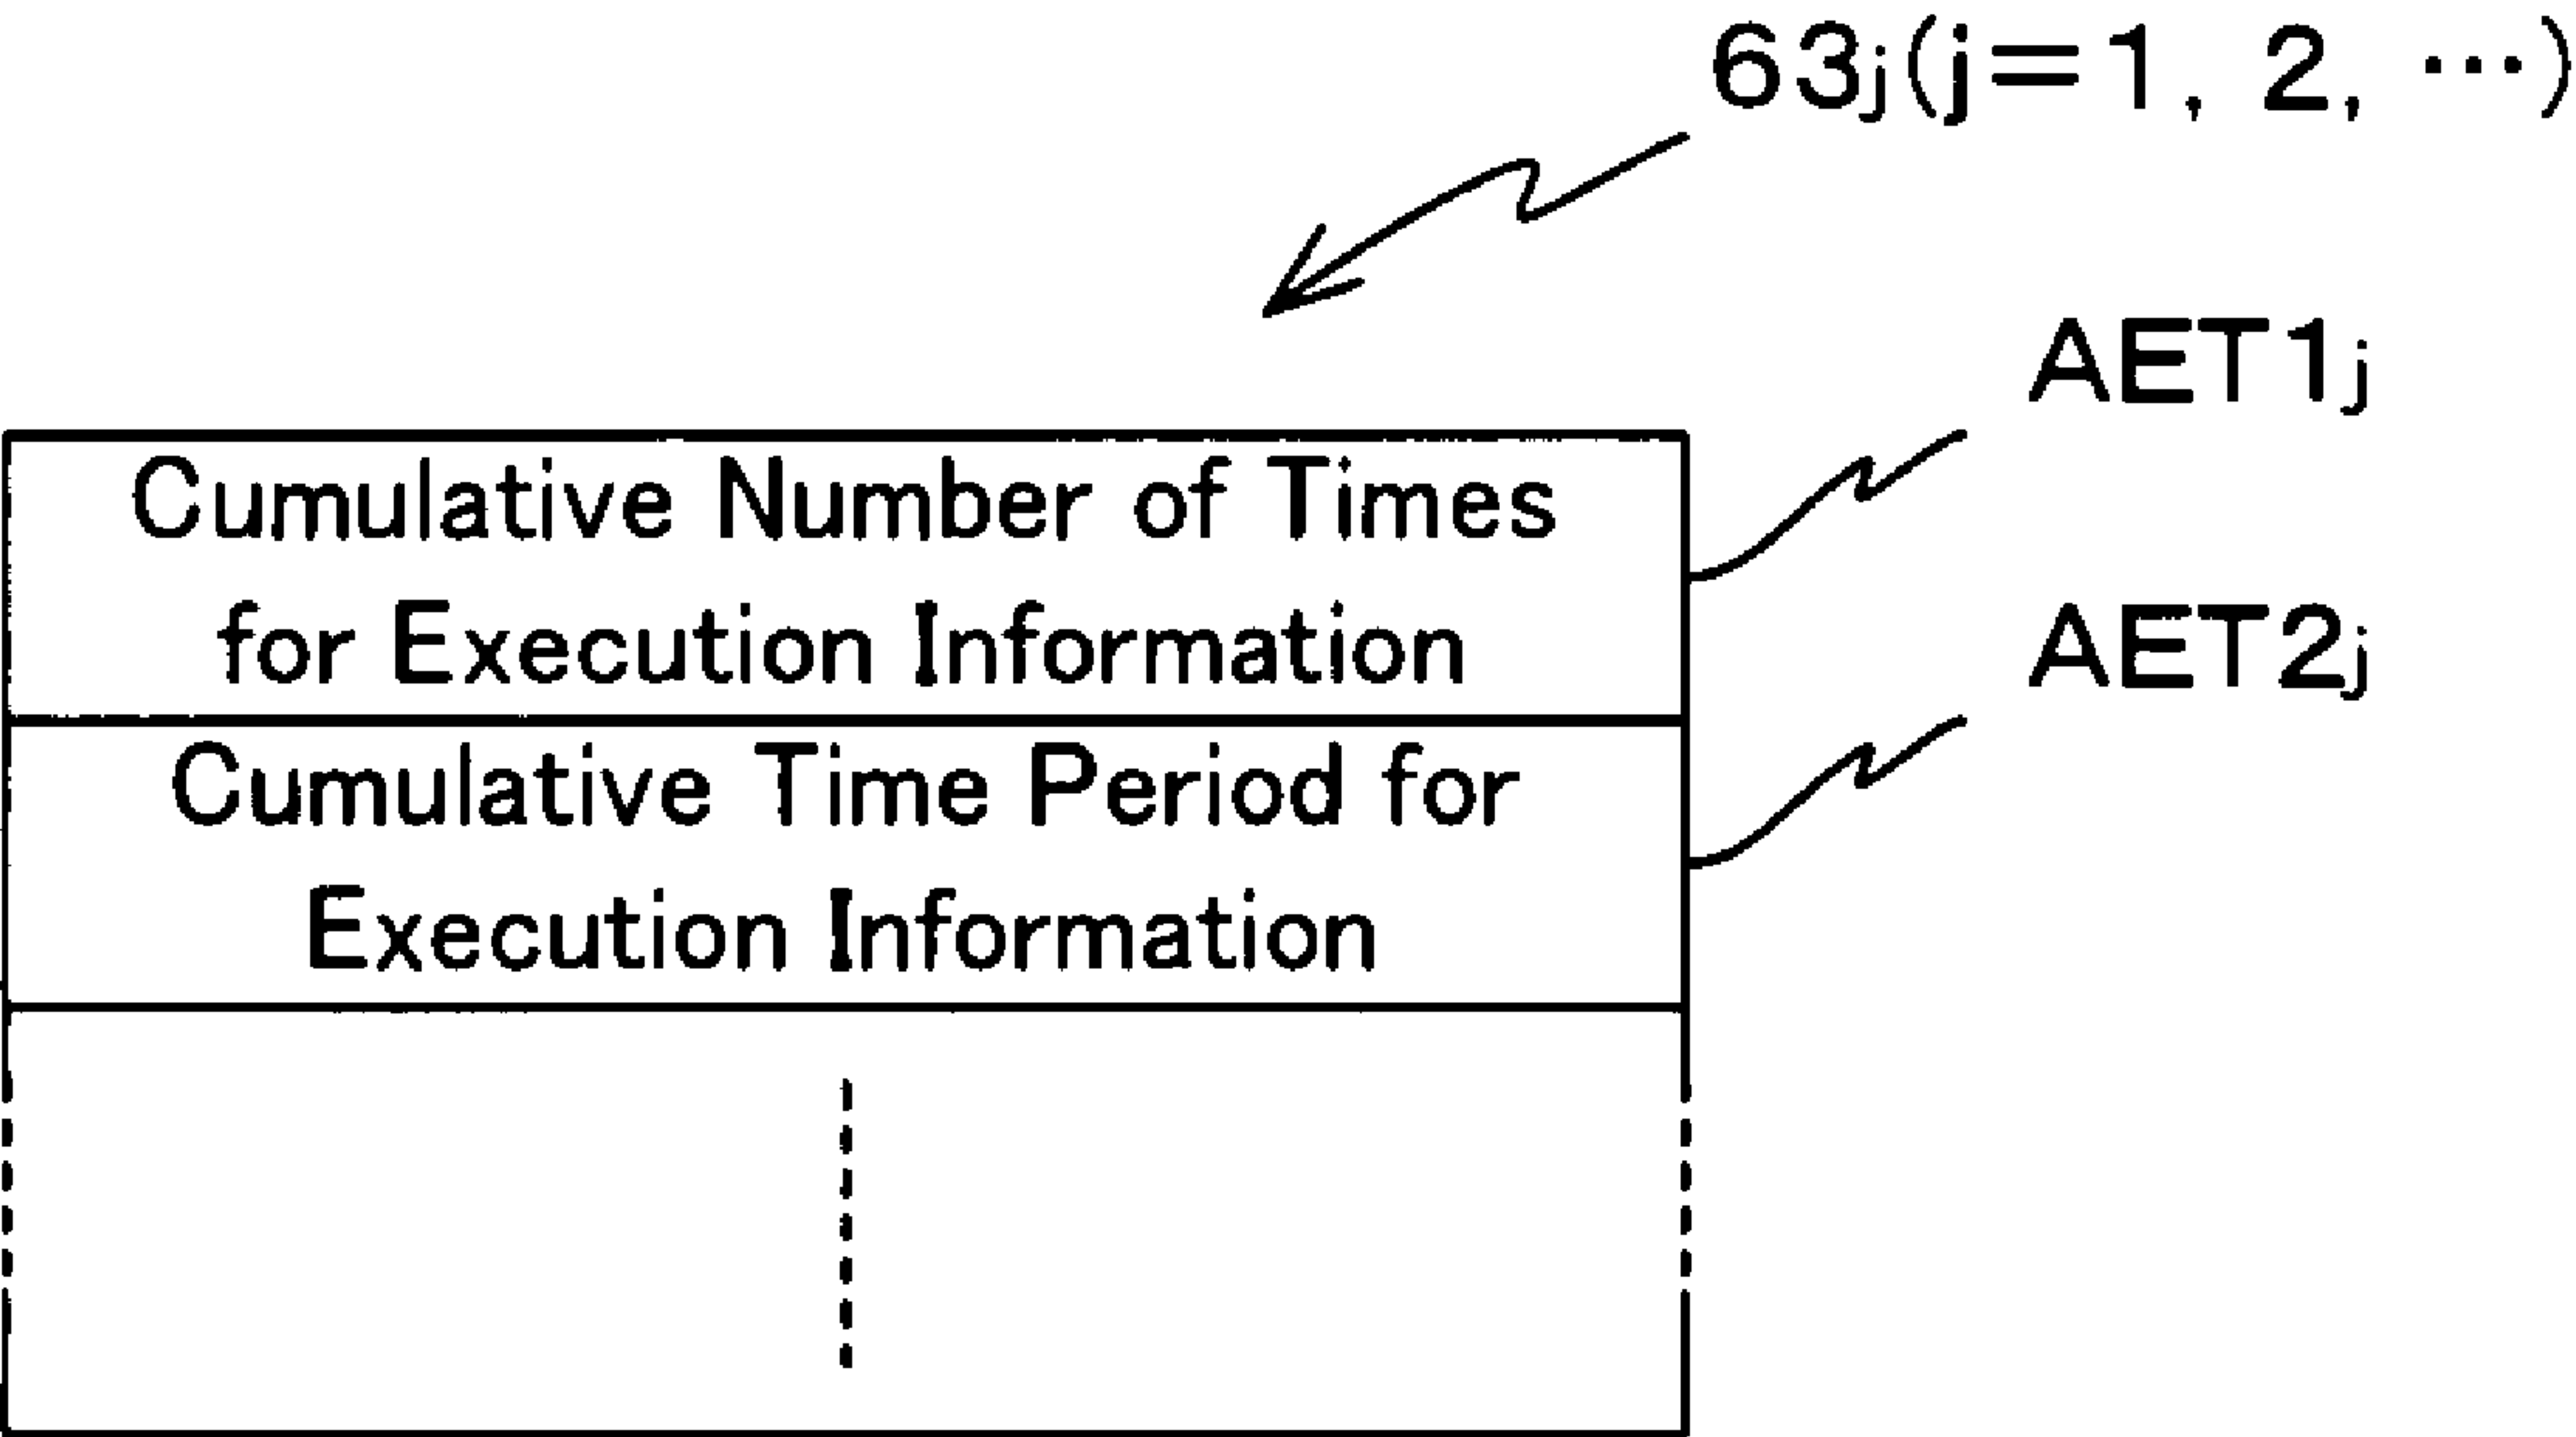 63j(j=1, 2, ⋯)
AET1j
Cumulative Number of Times
for Execution Information
AET2j
Cumulative Time Period for
Execution Information